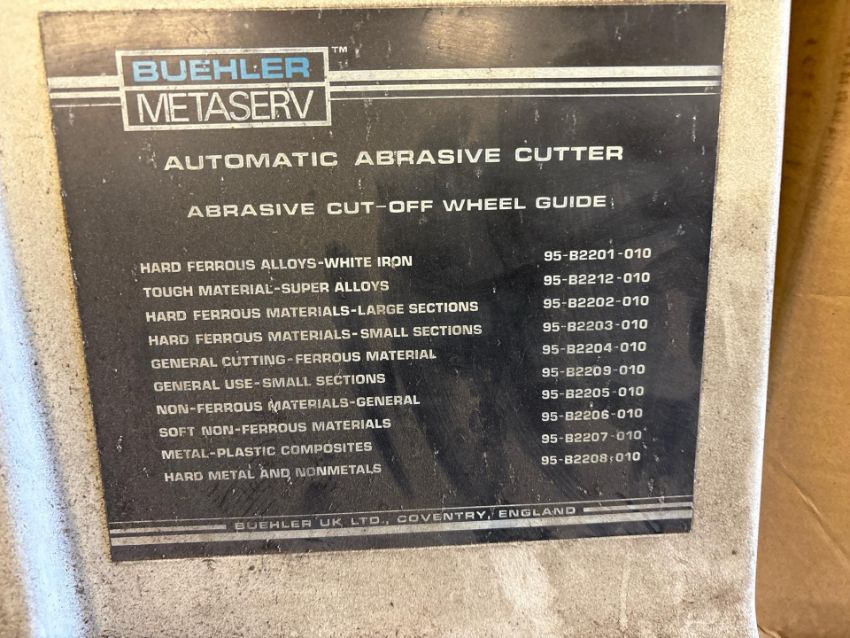 BUEHLER™
METASERV
AUTOMATIC ABRASIVE CUTTER
ABRASIVE CUT-OFF WHEEL GUIDE
HARD FERROUS ALLOYS-WHITE IRON 95-B2201-010
TOUGH MATERIAL-SUPER ALLOYS 95-B2212-010
HARD FERROUS MATERIALS-LARGE SECTIONS 95-B2202-010
HARD FERROUS MATERIALS-SMALL SECTIONS 95-B2203-010
GENERAL CUTTING-FERROUS MATERIAL 95-B2204-010
GENERAL USE-SMALL SECTIONS 95-B2209-010
NON-FERROUS MATERIALS-GENERAL 95-B2205-010
SOFT NON-FERROUS MATERIALS 95-B2206-010
METAL-PLASTIC COMPOSITES 95-B2207-010
HARD METAL AND NONMETALS 95-B2208-010
BUEHLER UK LTD., COVENTRY, ENGLAND